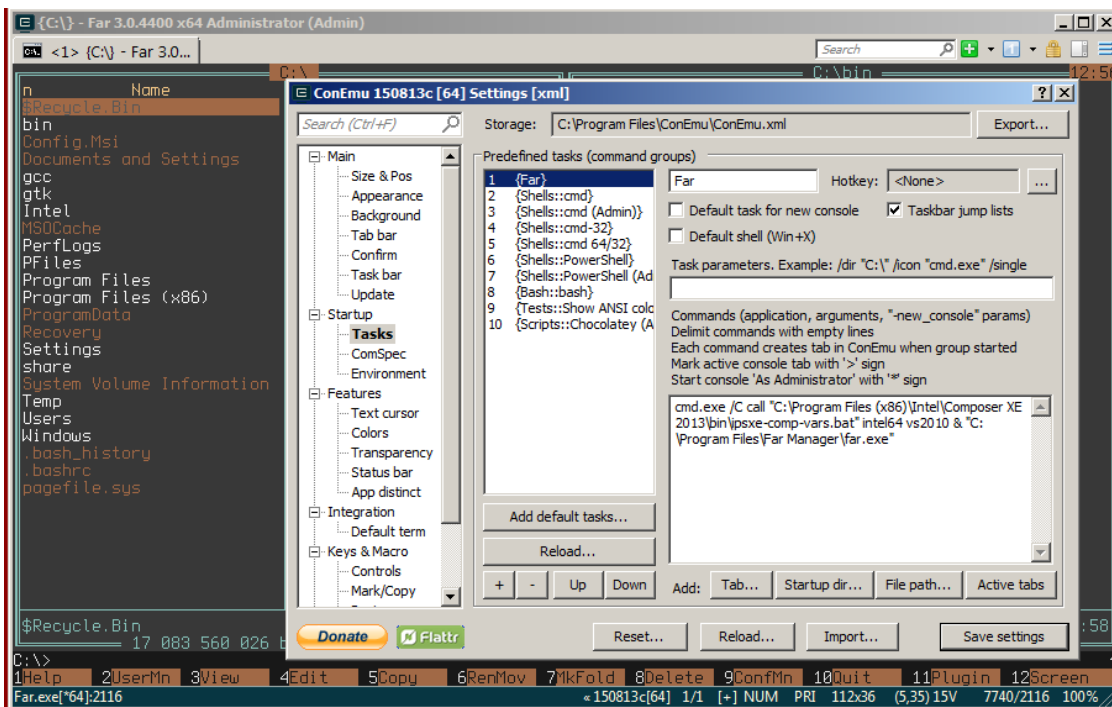 {C:\} - Far 3.0.4400 x64 Administrator (Admin)
<1> {C:\} - Far 3.0...
Search
C:\
C:\bin
n Name
$Recycle.Bin
bin
Config.Msi
Documents and Settings
gcc
gtk
Intel
MSOCache
PerfLogs
PFiles
Program Files
Program Files (x86)
ProgramData
Recovery
Settings
share
System Volume Information
Temp
Users
Windows
.bash_history
.bashrc
pagefile.sys
$Recycle.Bin
17 083 560 026
:58
C:\>
ConEmu 150813c [64] Settings [xml]
Search (Ctrl+F)
Storage: C:\Program Files\ConEmu\ConEmu.xml Export...
Main
Size & Pos
Appearance
Background
Tab bar
Confirm
Task bar
Update
Startup
Tasks
ComSpec
Environment
Features
Text cursor
Colors
Transparency
Status bar
App distinct
Integration
Default term
Keys & Macro
Controls
Mark/Copy
Predefined tasks (command groups)
1 {Far}
2 {Shells::cmd}
3 {Shells::cmd (Admin)}
4 {Shells::cmd-32}
5 {Shells::cmd 64/32}
6 {Shells::PowerShell}
7 {Shells::PowerShell (Ad
8 {Bash::bash}
9 {Tests::Show ANSI colo
10 {Scripts::Chocolatey (A
Add default tasks...
Reload...
+ - Up Down
Far Hotkey: <None> ...
Default task for new console Taskbar jump lists
Default shell (Win+X)
Task parameters. Example: /dir "C:\" /icon "cmd.exe" /single
Commands (application, arguments, "-new_console" params)
Delimit commands with empty lines
Each command creates tab in ConEmu when group started
Mark active console tab with '>' sign
Start console 'As Administrator' with '*' sign
cmd.exe /C call "C:\Program Files (x86)\Intel\Composer XE
2013\bin\ipsxe-comp-vars.bat" intel64 vs2010 & "C:
\Program Files\Far Manager\far.exe"
Add: Tab... Startup dir... File path... Active tabs
Donate Flattr Reset... Reload... Import... Save settings
1Help 2UserMn 3View 4Edit 5Copy 6RenMov 7MkFold 8Delete 9ConfMn 10Quit 11Plugin 12Screen
Far.exe[*64]:2116 « 150813c[64] 1/1 [+] NUM PRI 112x36 (5,35) 15V 7740/2116 100%